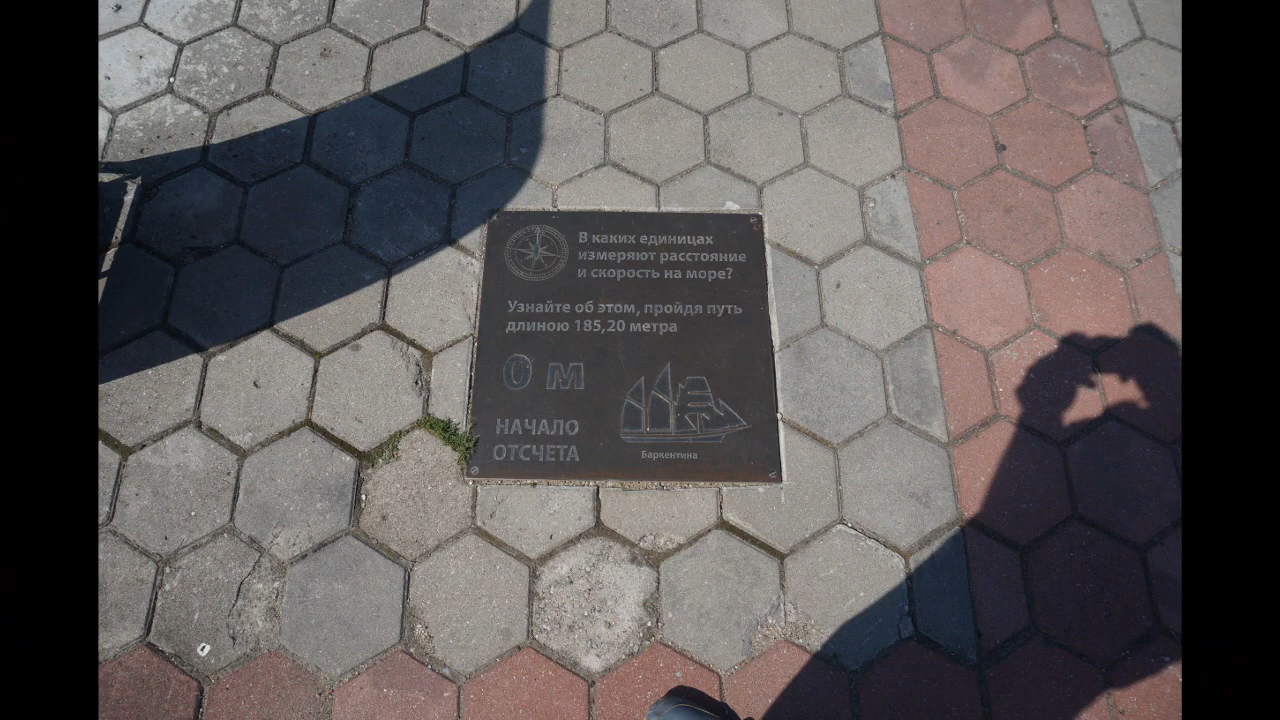 В каких единицах
измеряют расстояние
и скорость на море?
Узнайте об этом, пройдя путь
длиною 185,20 метра
0 м
НАЧАЛО
ОТСЧЕТА
Баркентина